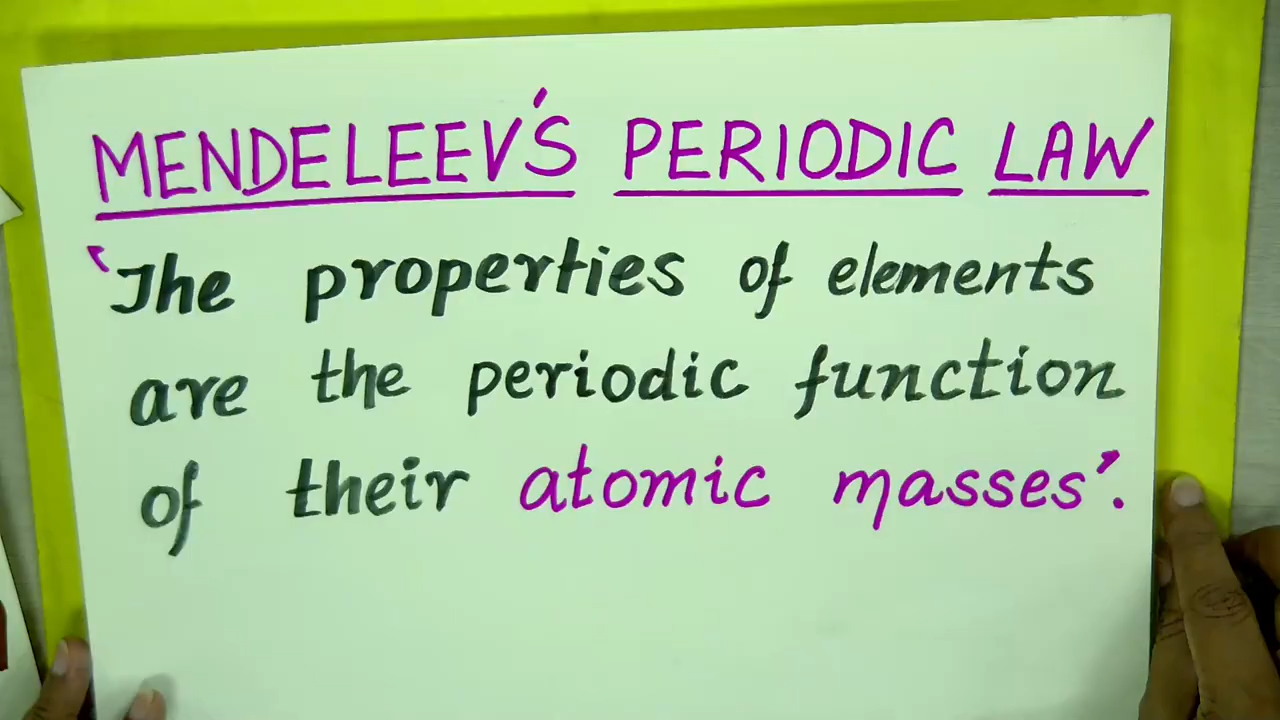 MENDELEEV'S PERIODIC LAW
'The properties of elements
are the periodic function
of their atomic masses'.